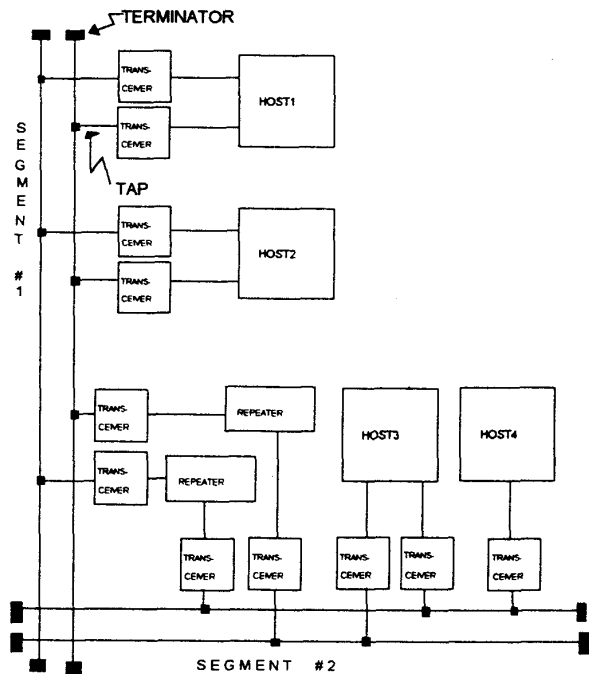 TERMINATOR
TRANS-
CEIVER
HOST1
TRANS-
CEIVER
TAP
SEGMENT #1
TRANS-
CEIVER
HOST2
TRANS-
CEIVER
TRANS-
CEIVER
REPEATER
HOST3
HOST4
TRANS-
CEIVER
REPEATER
TRANS-
CEIVER
TRANS-
CEIVER
TRANS-
CEIVER
TRANS-
CEIVER
TRANS-
CEIVER
SEGMENT #2